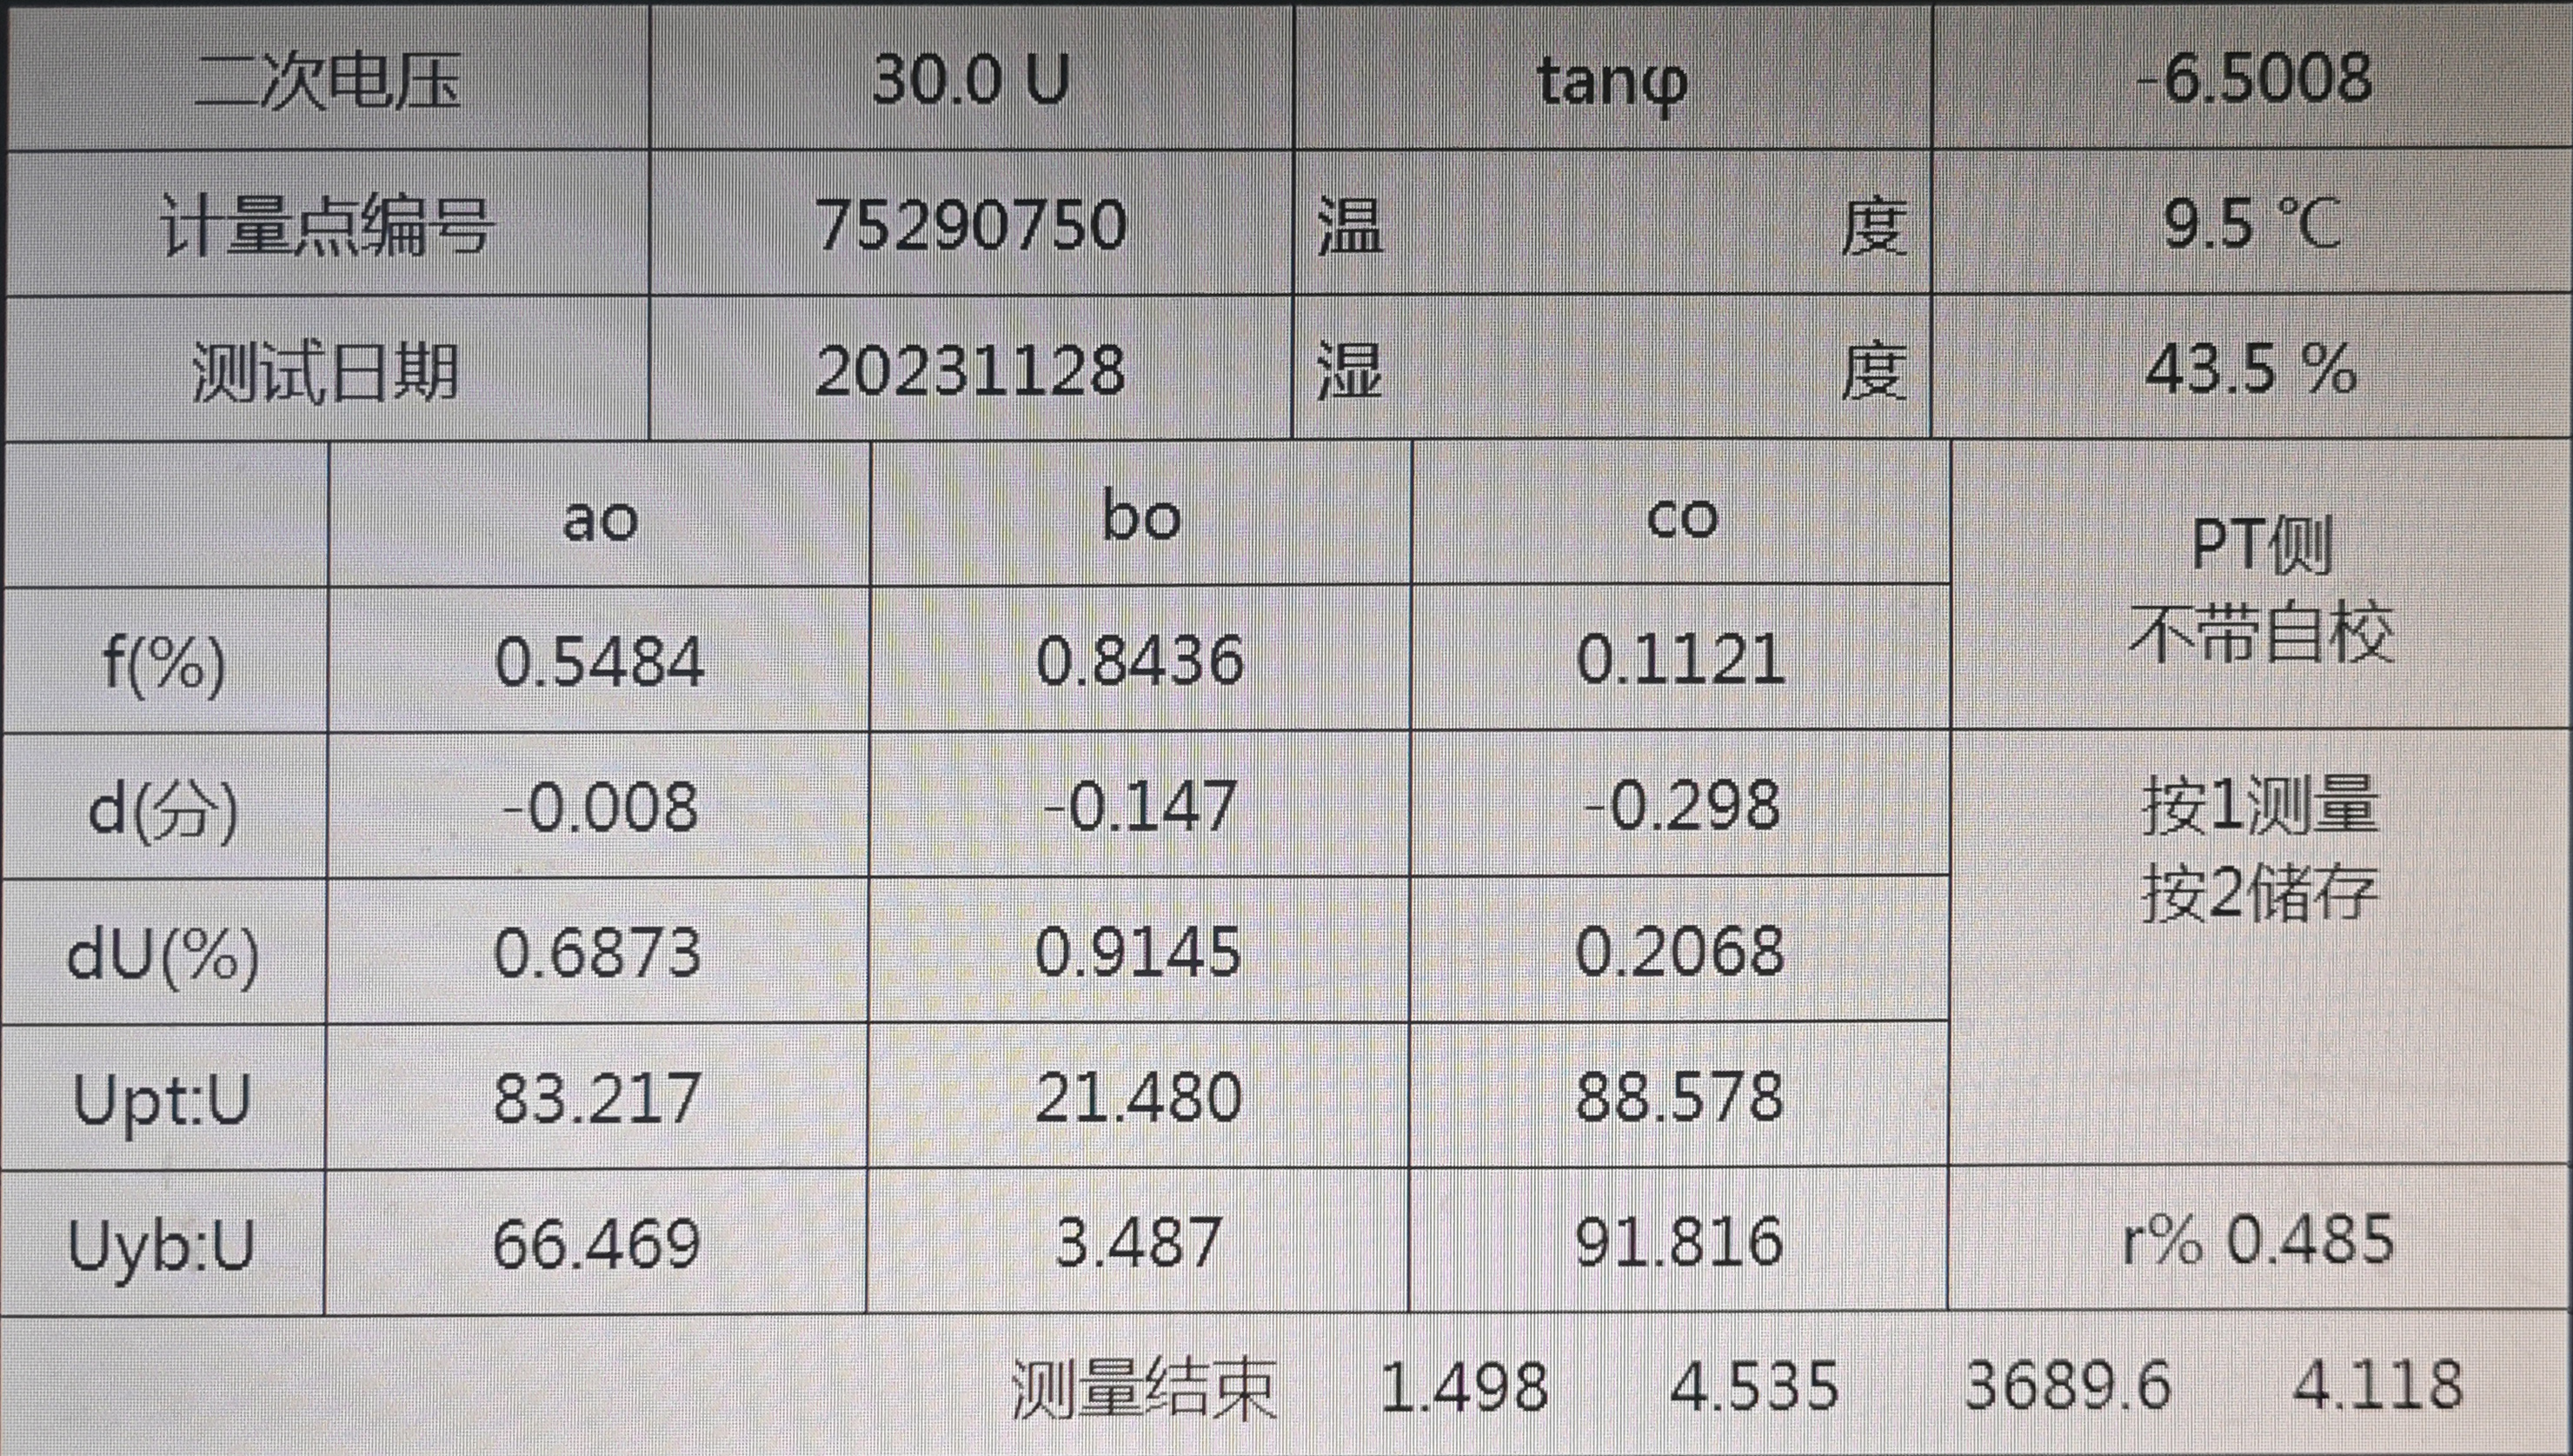 二次电压 30.0 U tanφ -6.5008
计量点编号 75290750 温 度 9.5 ℃
测试日期 20231128 湿 度 43.5 %
ao bo co
PT侧
不带自校
f(%) 0.5484 0.8436 0.1121
d(分) -0.008 -0.147 -0.298
按1测量
按2储存
dU(%) 0.6873 0.9145 0.2068
Upt:U 83.217 21.480 88.578
Uyb:U 66.469 3.487 91.816 r% 0.485
测量结束 1.498 4.535 3689.6 4.118